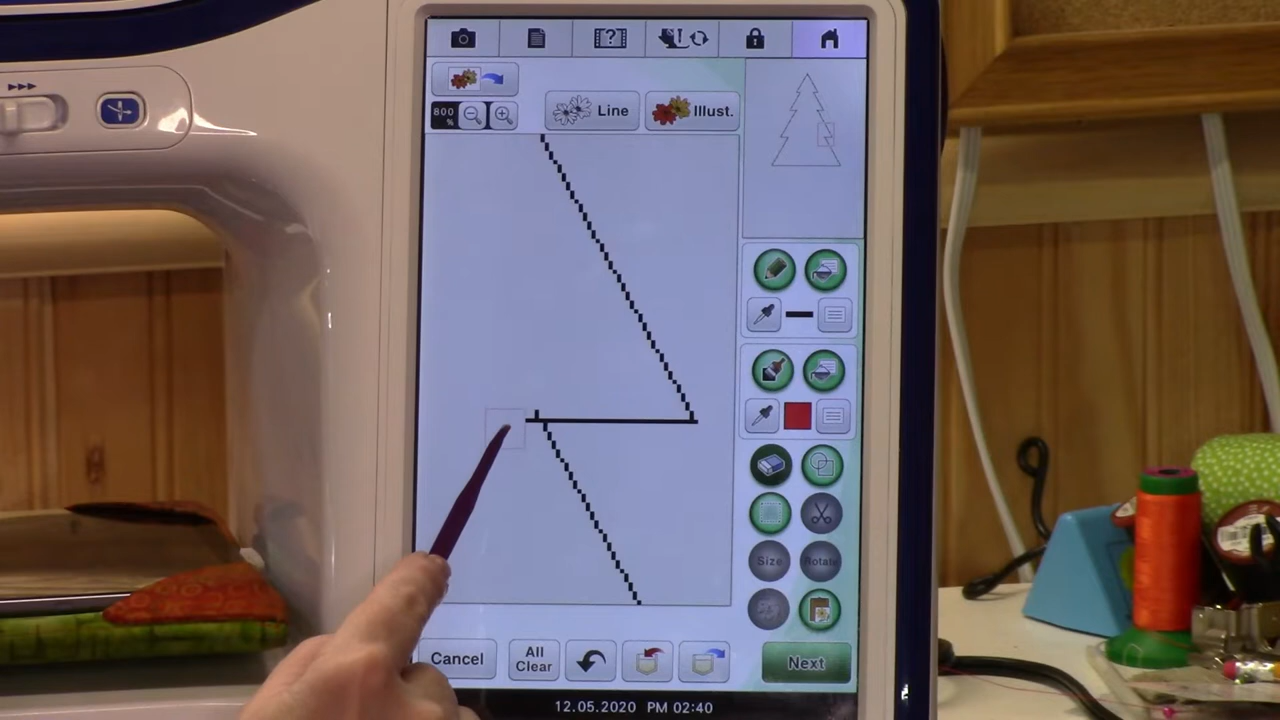 ?
800
%
Line
Illust.
Size
Rotate
Cancel
All
Clear
Next
12.05.2020 PM 02:40